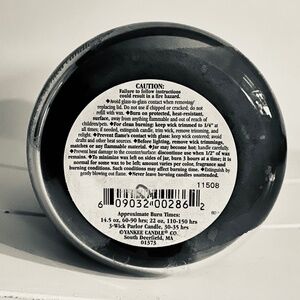 CAUTION:
Failure to follow instructions
could result in a fire hazard.
◆Avoid glass-to-glass contact when removing/
replacing lid. Do not use if chipped or cracked; do not
refill with wax. ◆Burn on protected, heat-resistant,
surface, away from anything flammable and out of reach of
children/pets. ◆For clean burning: keep wick trimmed to 1/8" at
all times; if needed, extinguish candle, trim wick, remove trimming, and
relight. ◆Prevent flame's contact with glass: keep wick centered; avoid
drafts and other heat sources. ◆Before lighting, remove wick trimmings,
matches or any flammable material. ◆Jar may become hot; handle carefully.
◆Prevent heat damage to the counter/surface: discontinue use when 1/2" of wax
remains. ◆To minimize wax left on sides of jar, burn 3 hours at a time; it is
normal for some wax to be left: amount varies per color, fragrance and
burning conditions. Such conditions may affect burning times. ◆Extinguish by
gently blowing out flame. ◆Never leave burning candles unattended.
11508
6 09032 00286 2
Approximate Burn Times:
14.5 oz, 60-90 hrs; 22 oz, 110-150 hrs
3-Wick Parlor Candle, 30-35 hrs
©YANKEE CANDLE® CO.
South Deerfield, MA
01373